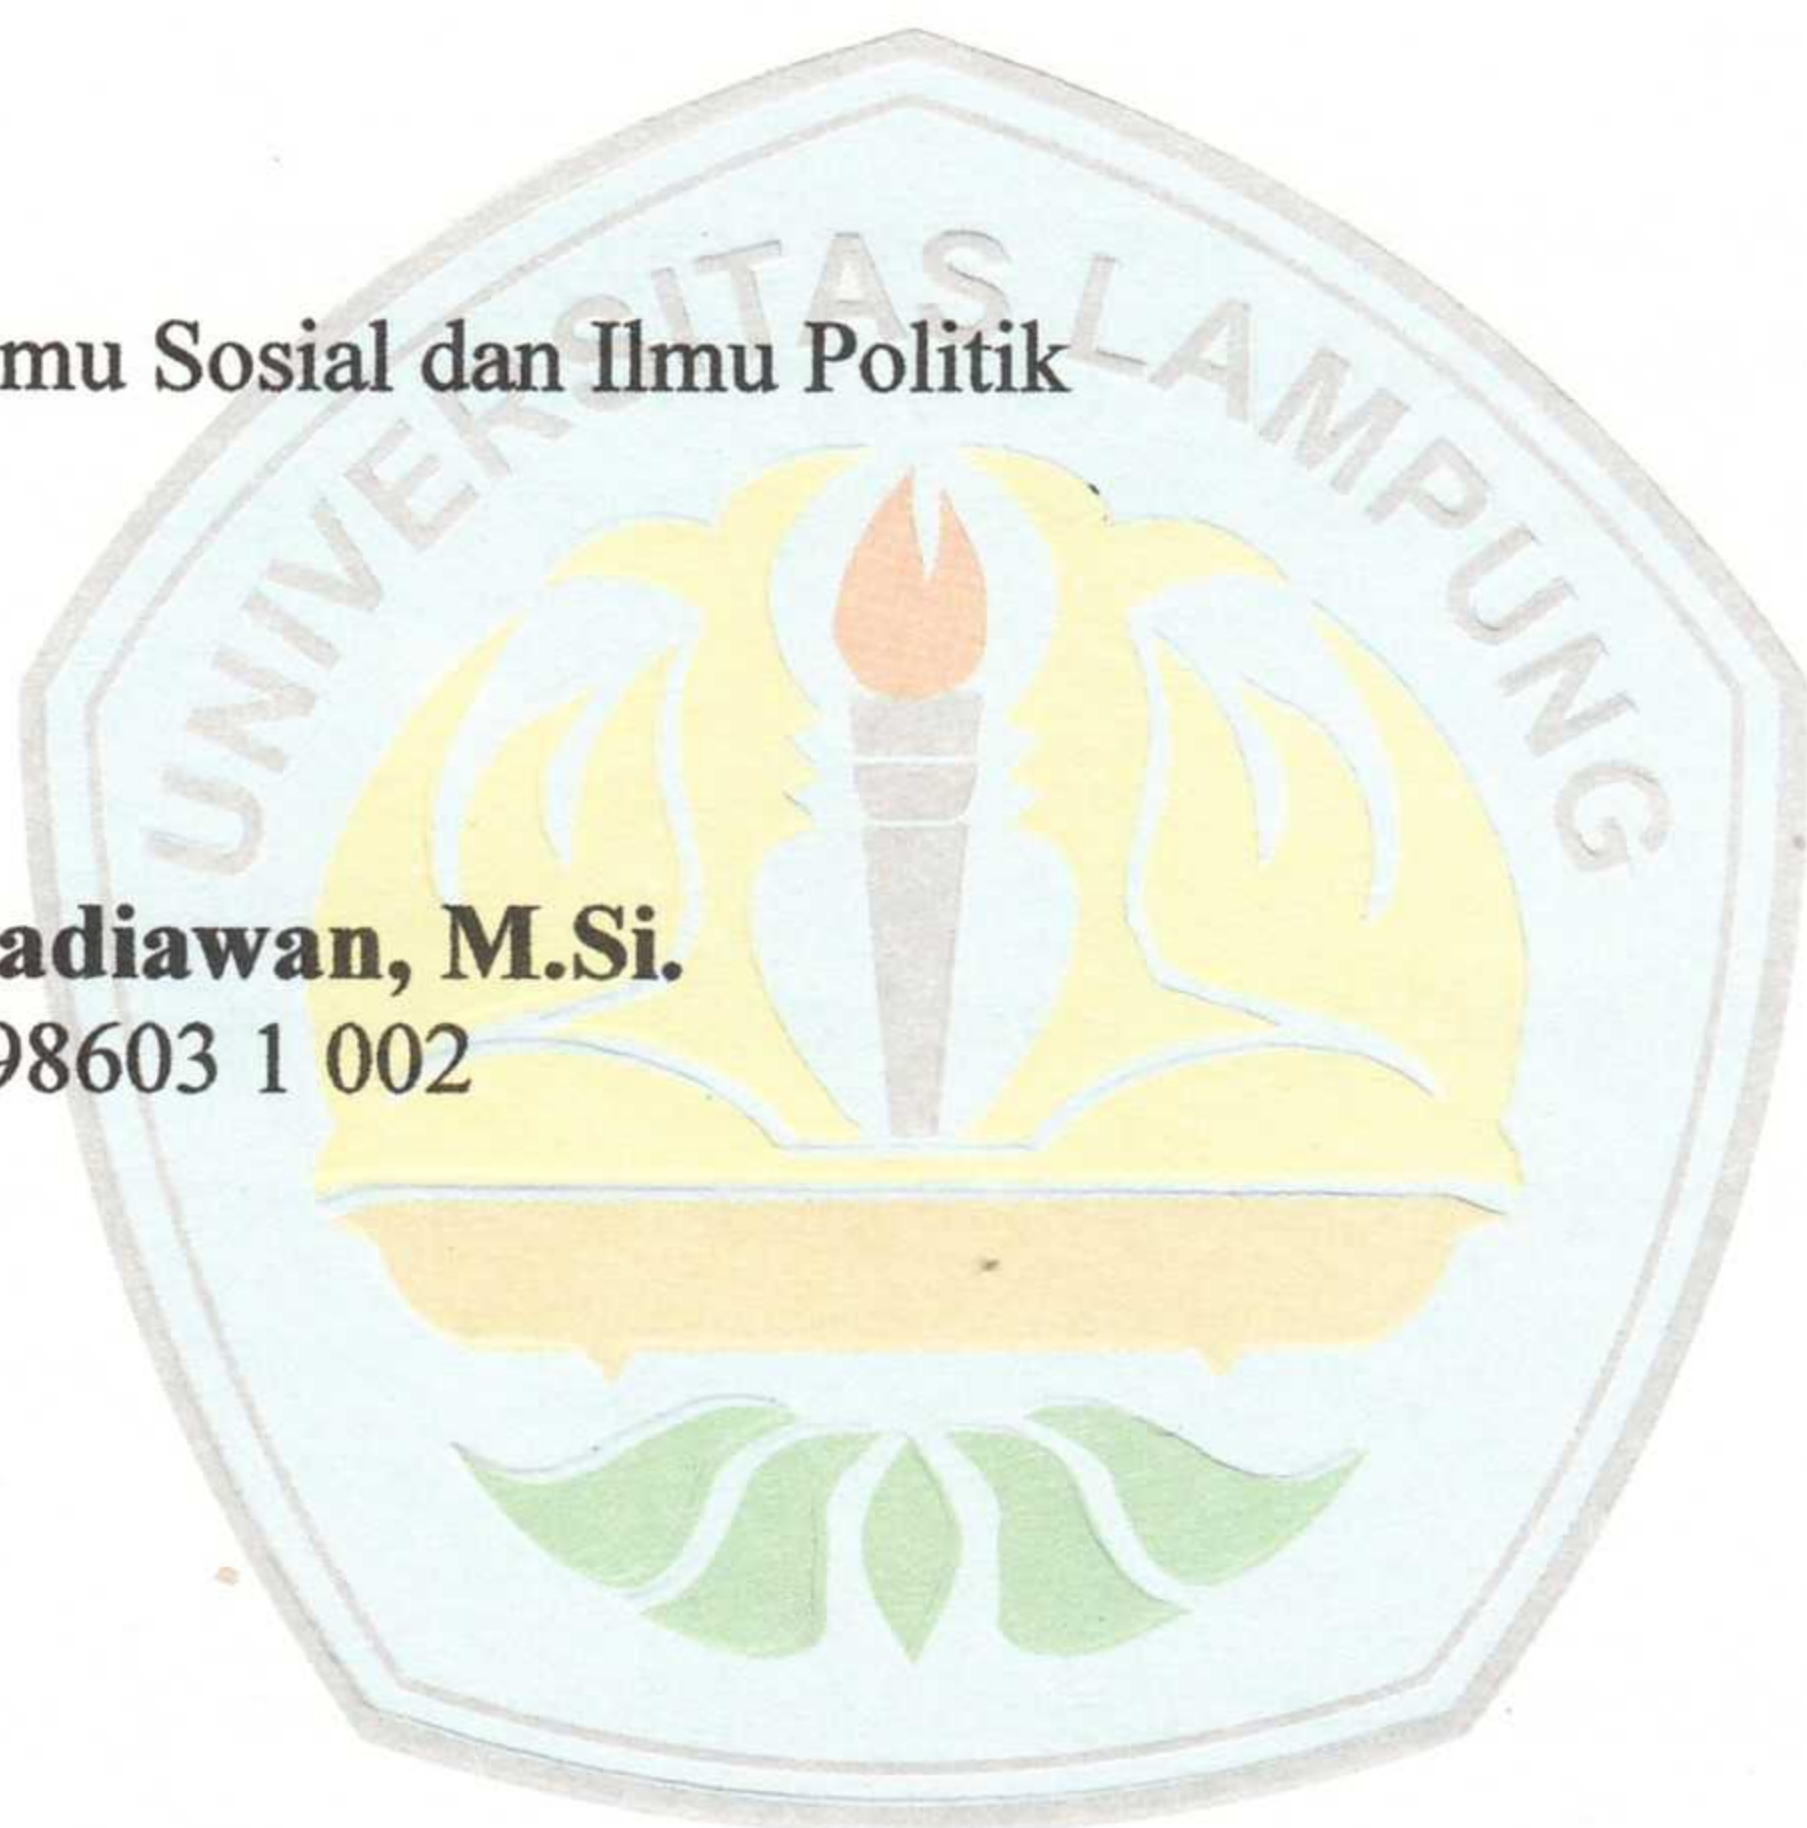 UNIVERSITAS LAMPUNG
mu Sosial dan Ilmu Politik
adiawan, M.Si.
98603 1 002